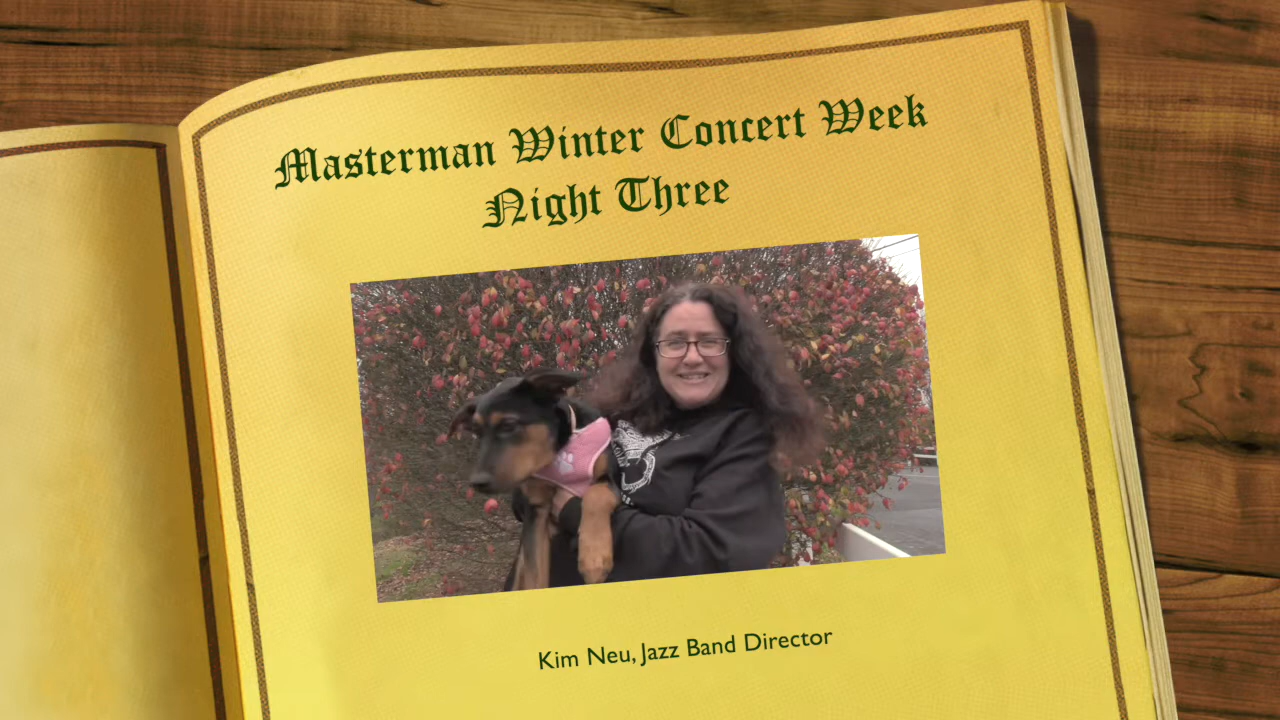 Masterman Winter Concert Week
Night Three
Kim Neu, Jazz Band Director